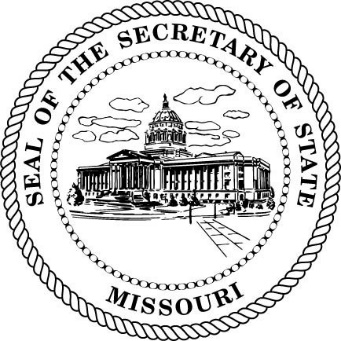 SEAL OF THE SECRETARY OF STATE
MISSOURI